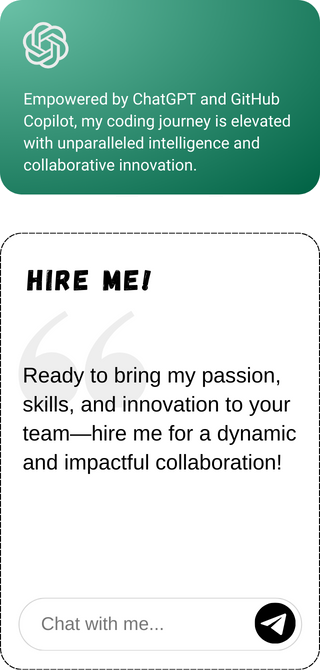 Empowered by ChatGPT and GitHub
Copilot, my coding journey is elevated
with unparalleled intelligence and
collaborative innovation.
HIRE ME!
Ready to bring my passion,
skills, and innovation to your
team—hire me for a dynamic
and impactful collaboration!
Chat with me...